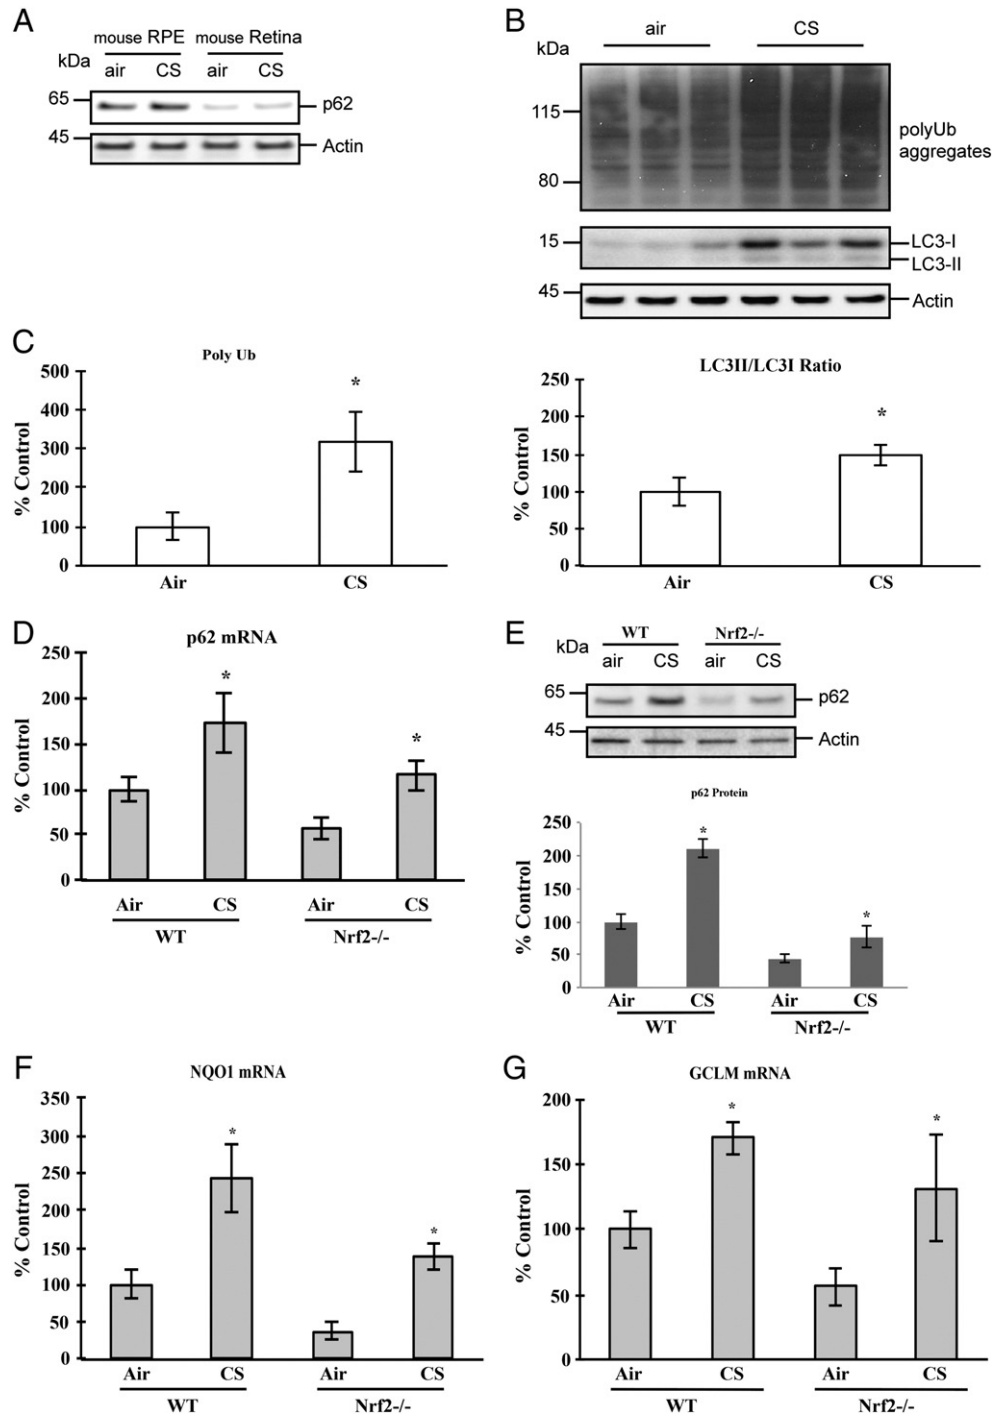 A
mouse RPE mouse Retina
kDa air CS air CS
65 p62
45 Actin
B
air CS
kDa
115
polyUb
aggregates
80
15 LC3-I
LC3-II
45 Actin
C
Poly Ub
% Control
500
400
300
200
100
0
Air CS
*
LC3II/LC3I Ratio
% Control
250
200
150
100
50
0
Air CS
*
D
p62 mRNA
% Control
250
200
150
100
50
0
* *
Air CS Air CS
WT Nrf2-/-
E
WT Nrf2-/-
kDa air CS air CS
65 p62
45 Actin
p62 Protein
% Control
250
200
150
100
50
0
* *
Air CS Air CS
WT Nrf2-/-
F
NQO1 mRNA
% Control
350
300
250
200
150
100
50
0
* *
Air CS Air CS
WT Nrf2-/-
G
GCLM mRNA
% Control
200
150
100
50
0
* *
Air CS Air CS
WT Nrf2-/-